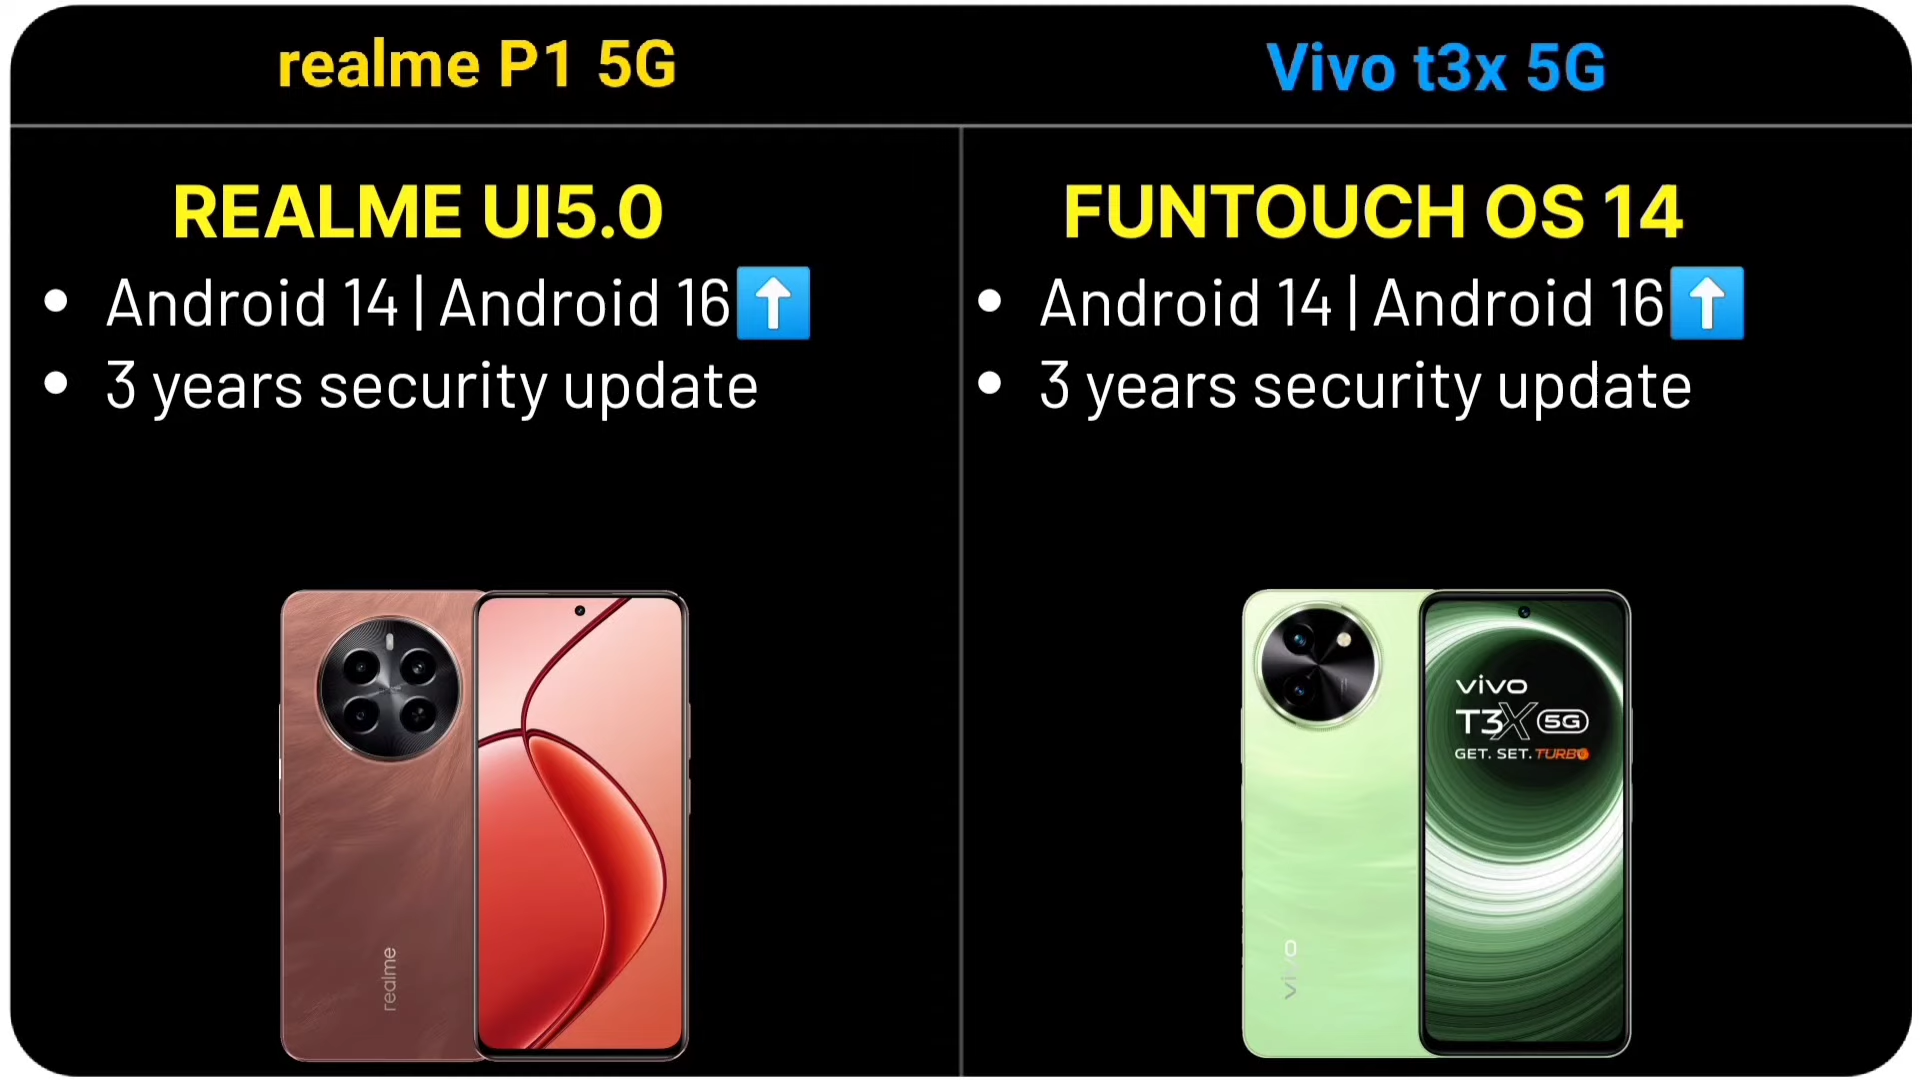 realme P1 5G
Vivo t3x 5G
REALME UI5.0
• Android 14 | Android 16⬆️
• 3 years security update
FUNTOUCH OS 14
• Android 14 | Android 16⬆️
• 3 years security update
realme
vivo
vivo
T3X 5G
GET. SET. TURBO